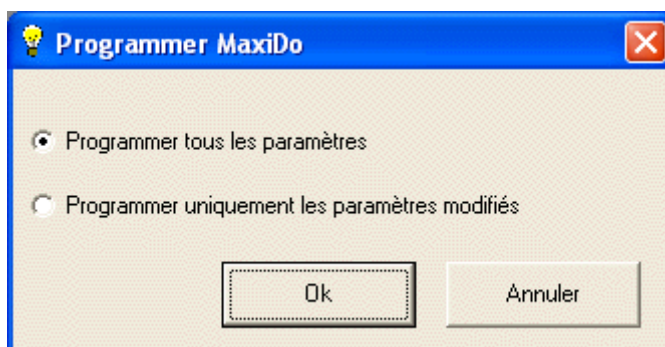 Programmer MaxiDo
Programmer tous les paramètres
Programmer uniquement les paramètres modifiés
Ok
Annuler